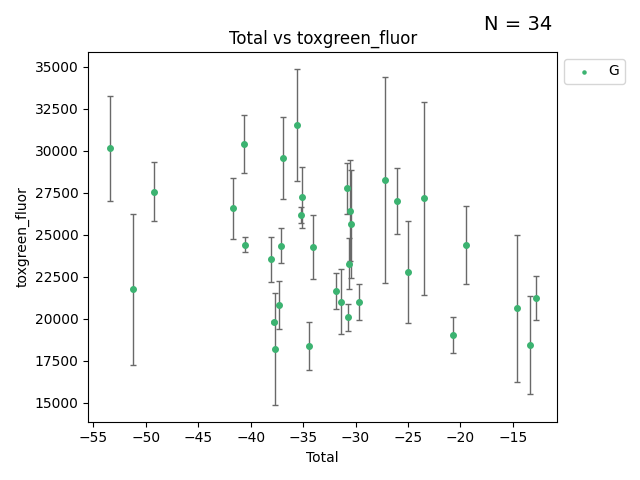 N = 34
Total vs toxgreen_fluor
G
toxgreen_fluor
35000
32500
30000
27500
25000
22500
20000
17500
15000
−55 −50 −45 −40 −35 −30 −25 −20 −15
Total